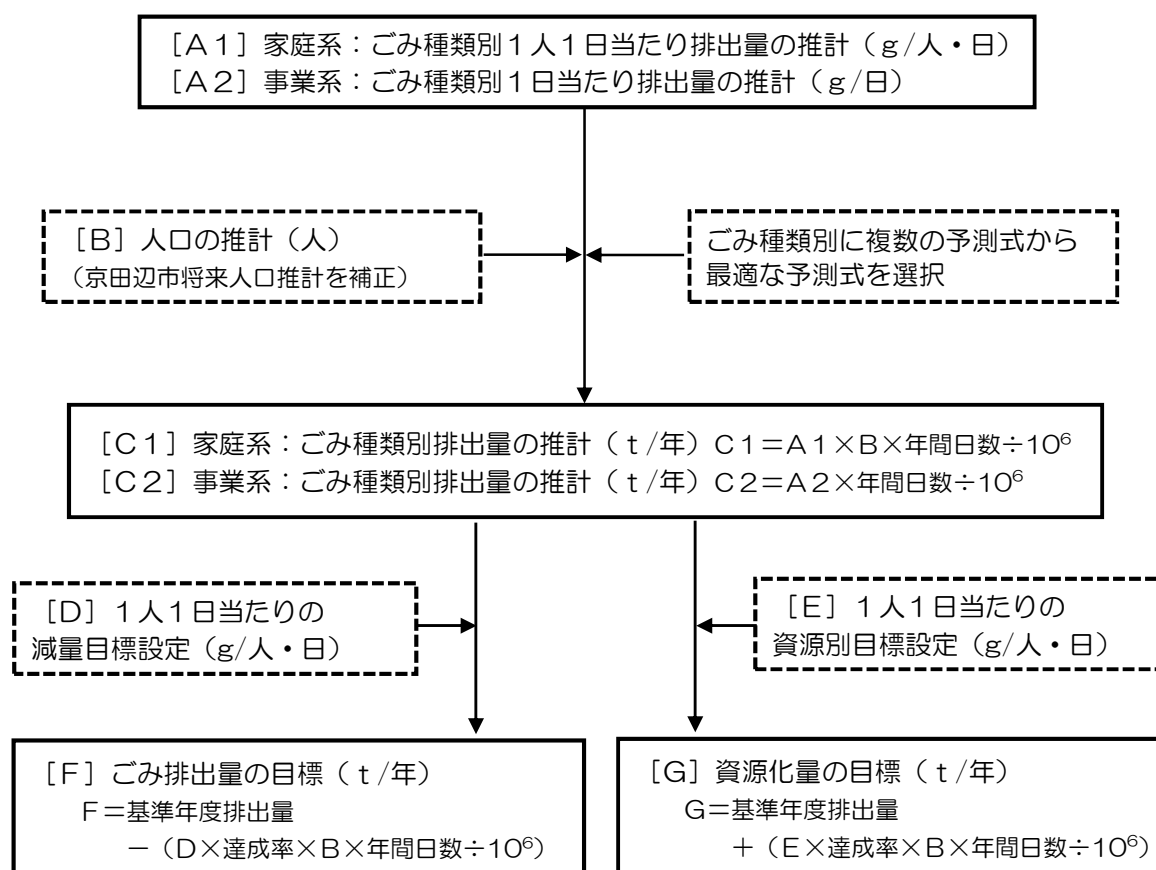 [A1] 家庭系:ごみ種類別1人1日当たり排出量の推計(g/人・日)
[A2] 事業系:ごみ種類別1日当たり排出量の推計(g/日)
[B] 人口の推計(人)
(京田辺市将来人口推計を補正)
ごみ種類別に複数の予測式から
最適な予測式を選択
[C1] 家庭系:ごみ種類別排出量の推計(t/年)C1=A1×B×年間日数÷10⁶
[C2] 事業系:ごみ種類別排出量の推計(t/年)C2=A2×年間日数÷10⁶
[D] 1人1日当たりの
減量目標設定(g/人・日)
[E] 1人1日当たりの
資源別目標設定(g/人・日)
[F] ごみ排出量の目標(t/年)
F=基準年度排出量
-(D×達成率×B×年間日数÷10⁶)
[G] 資源化量の目標(t/年)
G=基準年度排出量
+(E×達成率×B×年間日数÷10⁶)